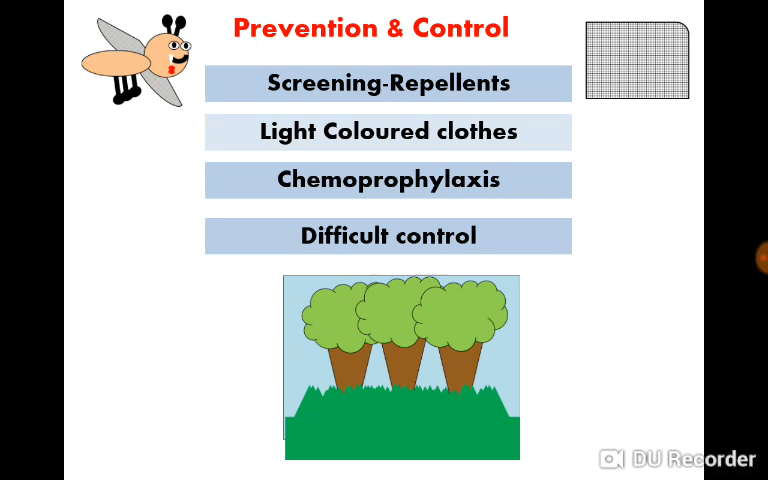 Prevention & Control
Screening-Repellents
Light Coloured clothes
Chemoprophylaxis
Difficult control
DU Recorder